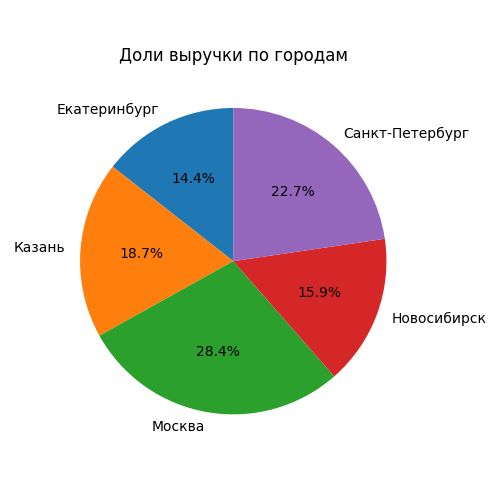 Доли выручки по городам
Екатеринбург
14.4%
Казань
18.7%
Москва
28.4%
Новосибирск
15.9%
Санкт-Петербург
22.7%